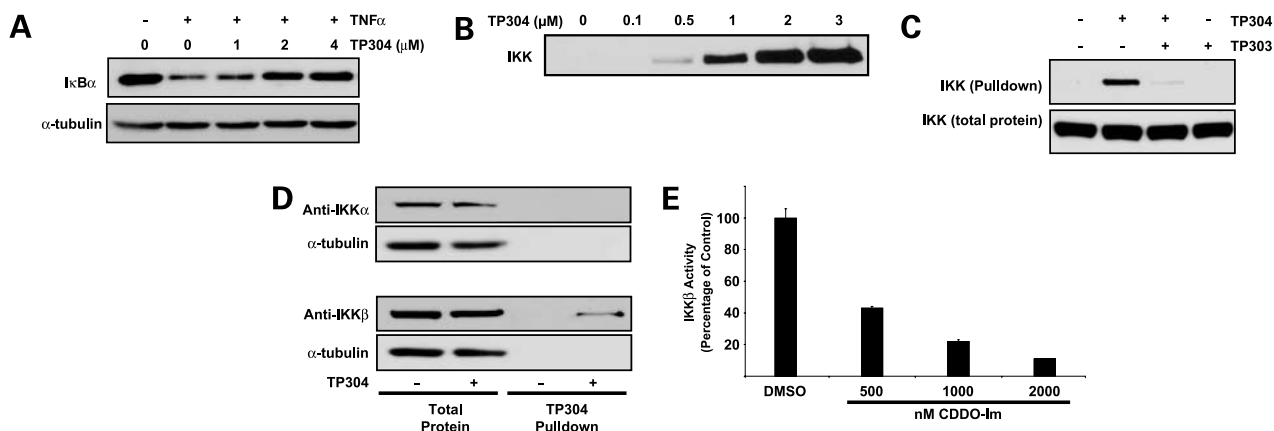 A
- + + + + TNFα
0 0 1 2 4 TP304 (μM)
IκBα
α-tubulin
B
TP304 (μM) 0 0.1 0.5 1 2 3
IKK
C
- + + - TP304
- - + + TP303
IKK (Pulldown)
IKK (total protein)
D
Anti-IKKα
α-tubulin
Anti-IKKβ
α-tubulin
TP304 - + - +
Total Protein
TP304 Pulldown
E
IKKβ Activity
(Percentage of Control)
100
80
60
40
20
DMSO 500 1000 2000
nM CDDO-Im